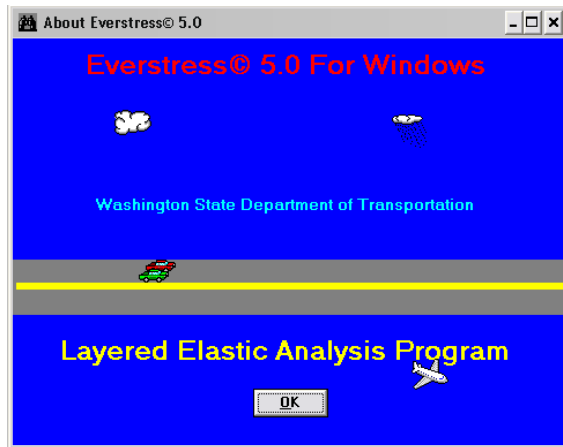 About Everstress© 5.0
Everstress© 5.0 For Windows
Washington State Department of Transportation
Layered Elastic Analysis Program
OK